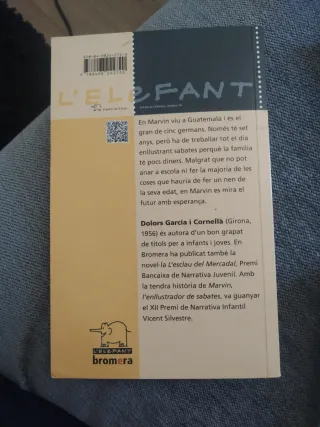 L'ELEFANT
En Marvin viu a Guatemala i és el
gran de cinc germans. Només té set
anys, però ha de treballar tot el dia
enllustrant sabates perquè la família
té pocs diners. Malgrat que no pot
anar a escola ni fer la majoria de les
coses que hauria de fer un nen de
la seva edat, en Marvin es mira el
futur amb esperança.
Dolors Garcia i Cornellà (Girona,
1956) és autora d'un bon grapat
de títols per a infants i joves. En
Bromera ha publicat també la
novel·la L'esclau del Mercadal, Premi
Bancaixa de Narrativa Juvenil. Amb
la tendra història de Marvin,
l'enllustrador de sabates, va guanyar
el XII Premi de Narrativa Infantil
Vicent Silvestre.
L'ELEFANT
bromera